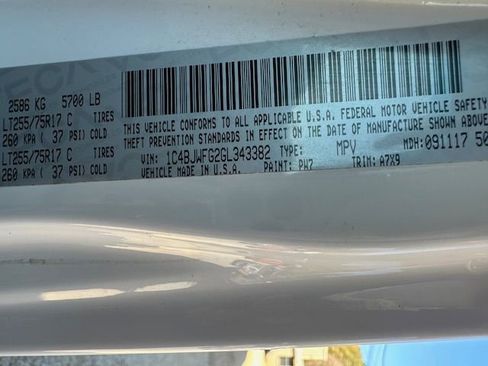 2586 KG 5700 LB
LT255/75R17 C TIRES
260 KPA ( 37 PSI) COLD
LT255/75R17 C TIRES
260 KPA ( 37 PSI) COLD
THIS VEHICLE CONFORMS TO ALL APPLICABLE U.S.A. FEDERAL MOTOR VEHICLE SAFETY
THEFT PREVENTION STANDARDS IN EFFECT ON THE DATE OF MANUFACTURE SHOWN ABOVE
VIN: 1C4BJWFG2GL343382 TYPE: MPV MDH: 091117 50
VEHICLE MADE IN U.S.A. PAINT: PW7 TRIM: A7X9